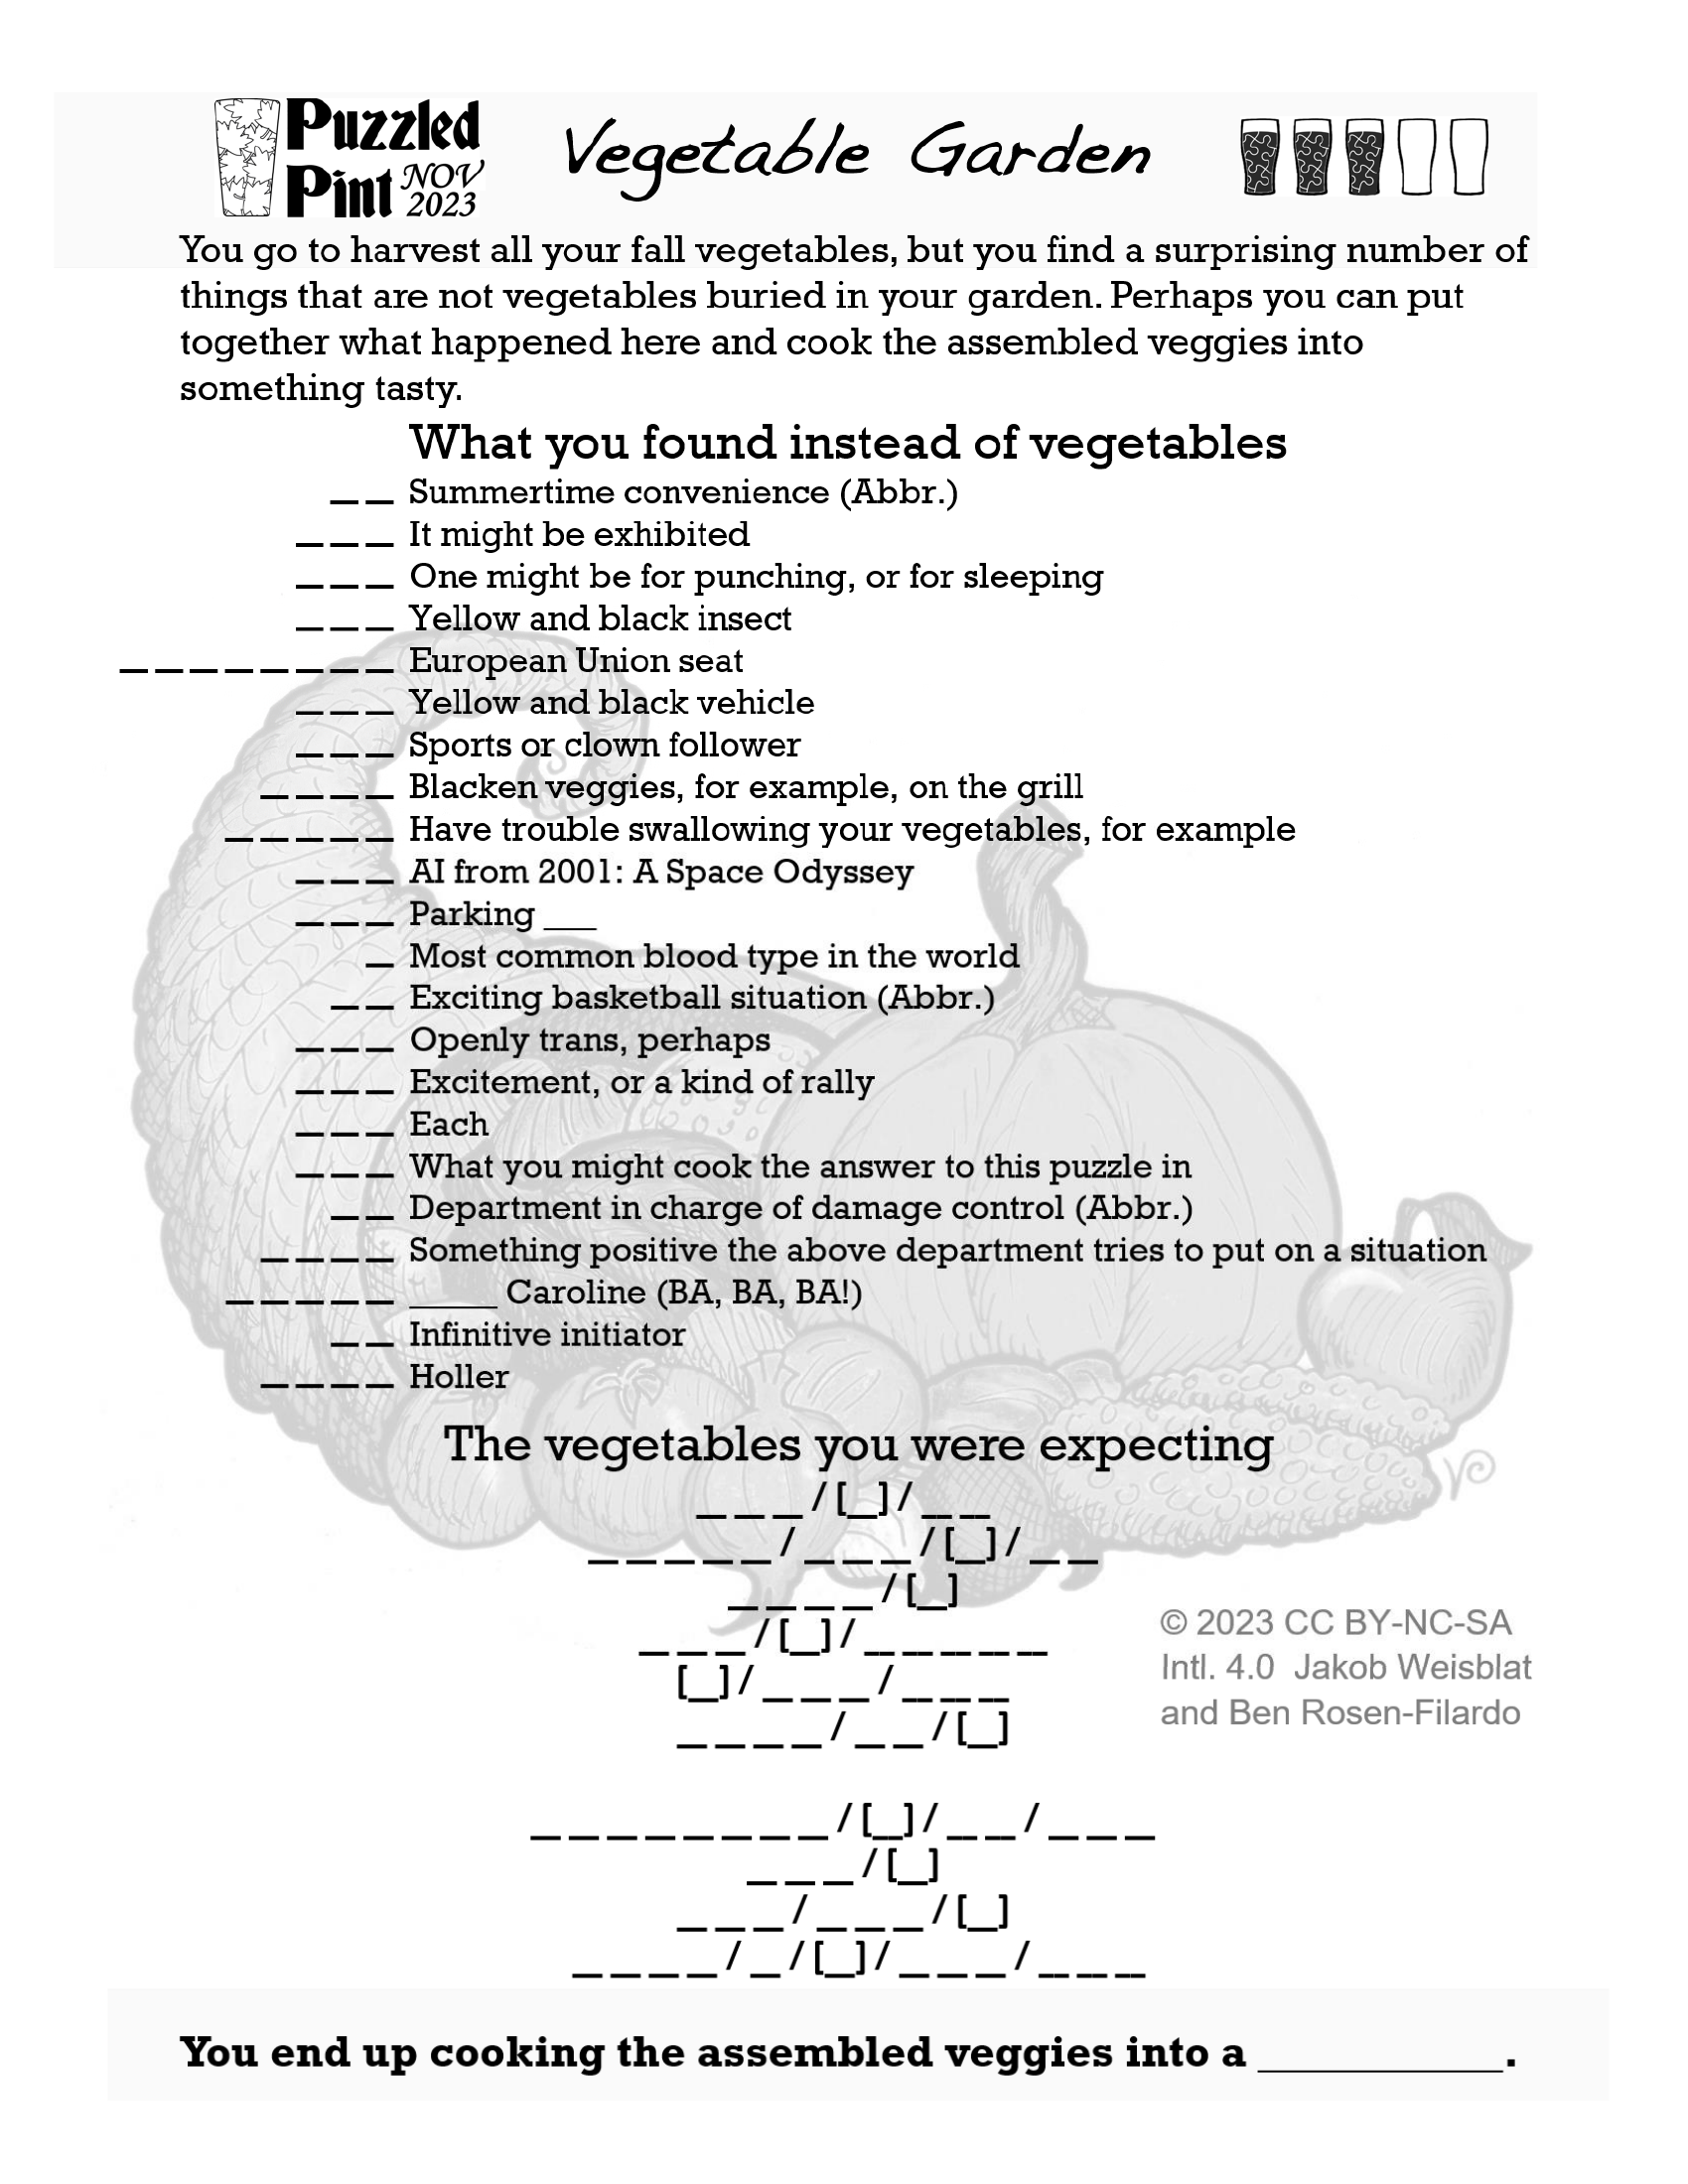 Puzzled Pint NOV 2023
Vegetable Garden
You go to harvest all your fall vegetables, but you find a surprising number of
things that are not vegetables buried in your garden. Perhaps you can put
together what happened here and cook the assembled veggies into
something tasty.
What you found instead of vegetables
_ _ Summertime convenience (Abbr.)
_ _ _ It might be exhibited
_ _ _ One might be for punching, or for sleeping
_ _ _ Yellow and black insect
_ _ _ _ _ _ _ _ European Union seat
_ _ _ Yellow and black vehicle
_ _ _ Sports or clown follower
_ _ _ _ Blacken veggies, for example, on the grill
_ _ _ _ _ Have trouble swallowing your vegetables, for example
_ _ _ AI from 2001: A Space Odyssey
_ _ _ Parking ___
_ Most common blood type in the world
_ _ Exciting basketball situation (Abbr.)
_ _ _ Openly trans, perhaps
_ _ _ Excitement, or a kind of rally
_ _ _ Each
_ _ _ What you might cook the answer to this puzzle in
_ _ Department in charge of damage control (Abbr.)
_ _ _ _ Something positive the above department tries to put on a situation
_ _ _ _ _ _____ Caroline (BA, BA, BA!)
_ _ Infinitive initiator
_ _ _ _ Holler
The vegetables you were expecting
_ _ _ / [_] / _ _
_ _ _ _ _ / _ _ _ / [_] / _ _
_ _ _ _ / [_]
_ _ _ / [_] / _ _ _ _ _
[_] / _ _ _ / _ _ _
_ _ _ _ / _ _ / [_]
_ _ _ _ _ _ _ _ / [_] / _ _ / _ _ _
_ _ _ / [_]
_ _ _ / _ _ _ / [_]
_ _ _ _ / _ / [_] / _ _ _ / _ _ _
© 2023 CC BY-NC-SA
Intl. 4.0 Jakob Weisblat
and Ben Rosen-Filardo
You end up cooking the assembled veggies into a ___________.